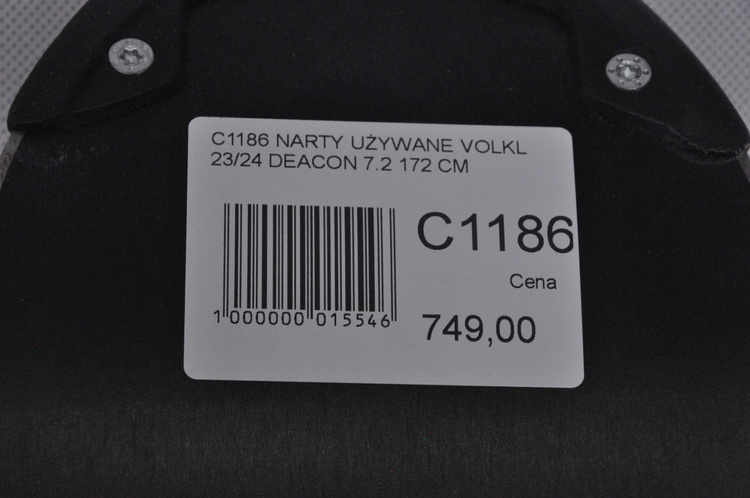 C1186 NARTY UŻYWANE VOLKL
23/24 DEACON 7.2 172 CM
C1186
Cena
1 000000 015546
749,00